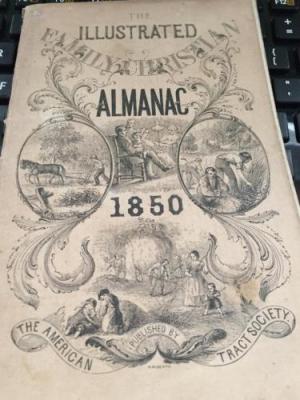 THE
ILLUSTRATED
FAMILY CHRISTIAN
ALMANAC
1850
THE AMERICAN
PUBLISHED BY
TRACT SOCIETY